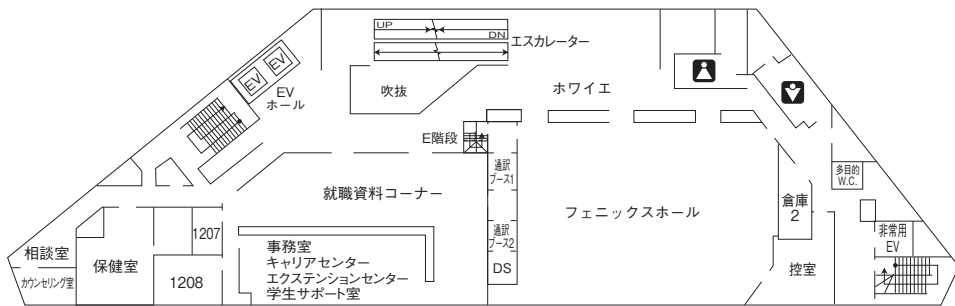 UP
DN
エスカレーター
EV
EV
EV
ホール
吹抜
ホワイエ
E階段
通訳
ブース1
多目的
W.C.
就職資料コーナー
倉庫
2
フェニックスホール
1207
通訳
ブース2
非常用
EV
相談室
保健室
事務室
キャリアセンター
エクステンションセンター
学生サポート室
カウンセリング室
1208
DS
控室